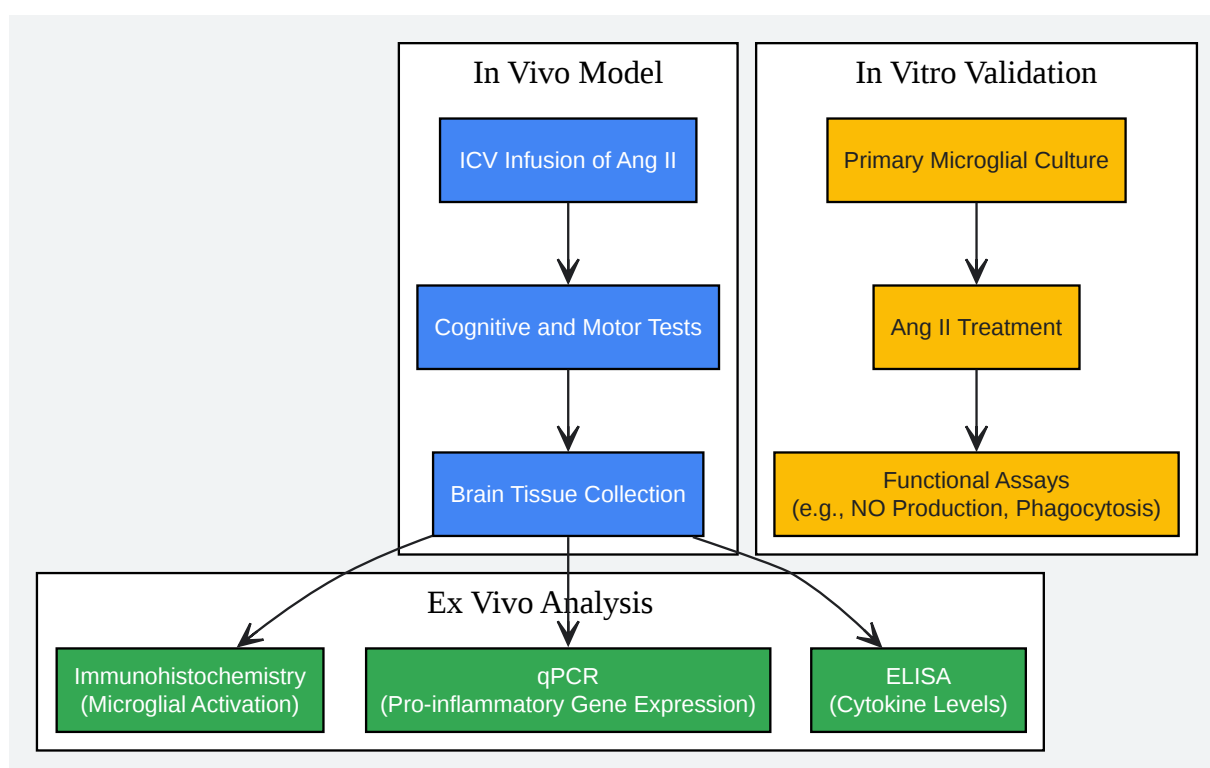 In Vivo Model
ICV Infusion of Ang II
Cognitive and Motor Tests
Brain Tissue Collection
In Vitro Validation
Primary Microglial Culture
Ang II Treatment
Functional Assays
(e.g., NO Production, Phagocytosis)
Ex Vivo Analysis
Immunohistochemistry
(Microglial Activation)
qPCR
(Pro-inflammatory Gene Expression)
ELISA
(Cytokine Levels)